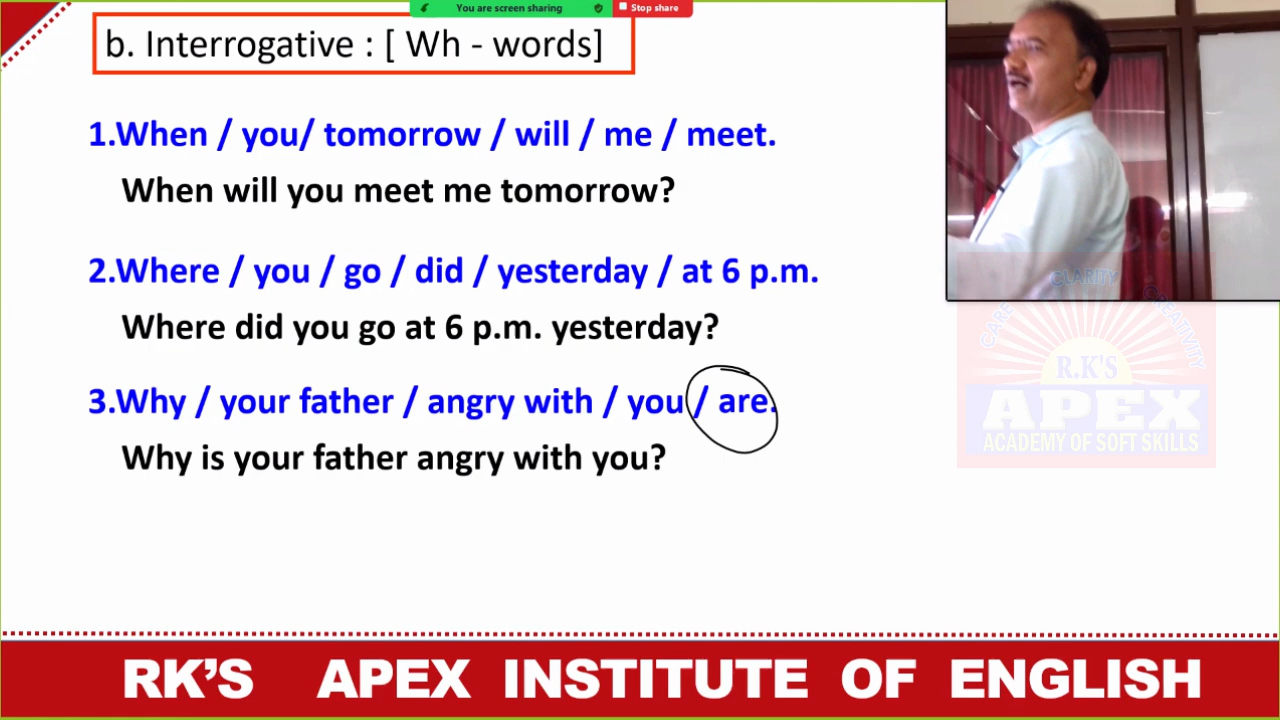 You are screen sharing
Stop share
b. Interrogative : [ Wh - words]
1.When / you/ tomorrow / will / me / meet.
When will you meet me tomorrow?
2.Where / you / go / did / yesterday / at 6 p.m.
Where did you go at 6 p.m. yesterday?
3.Why / your father / angry with / you / are.
Why is your father angry with you?
CARE CLARITY CREATIVITY
R.K'S
APEX
ACADEMY OF SOFT SKILLS
RK’S APEX INSTITUTE OF ENGLISH